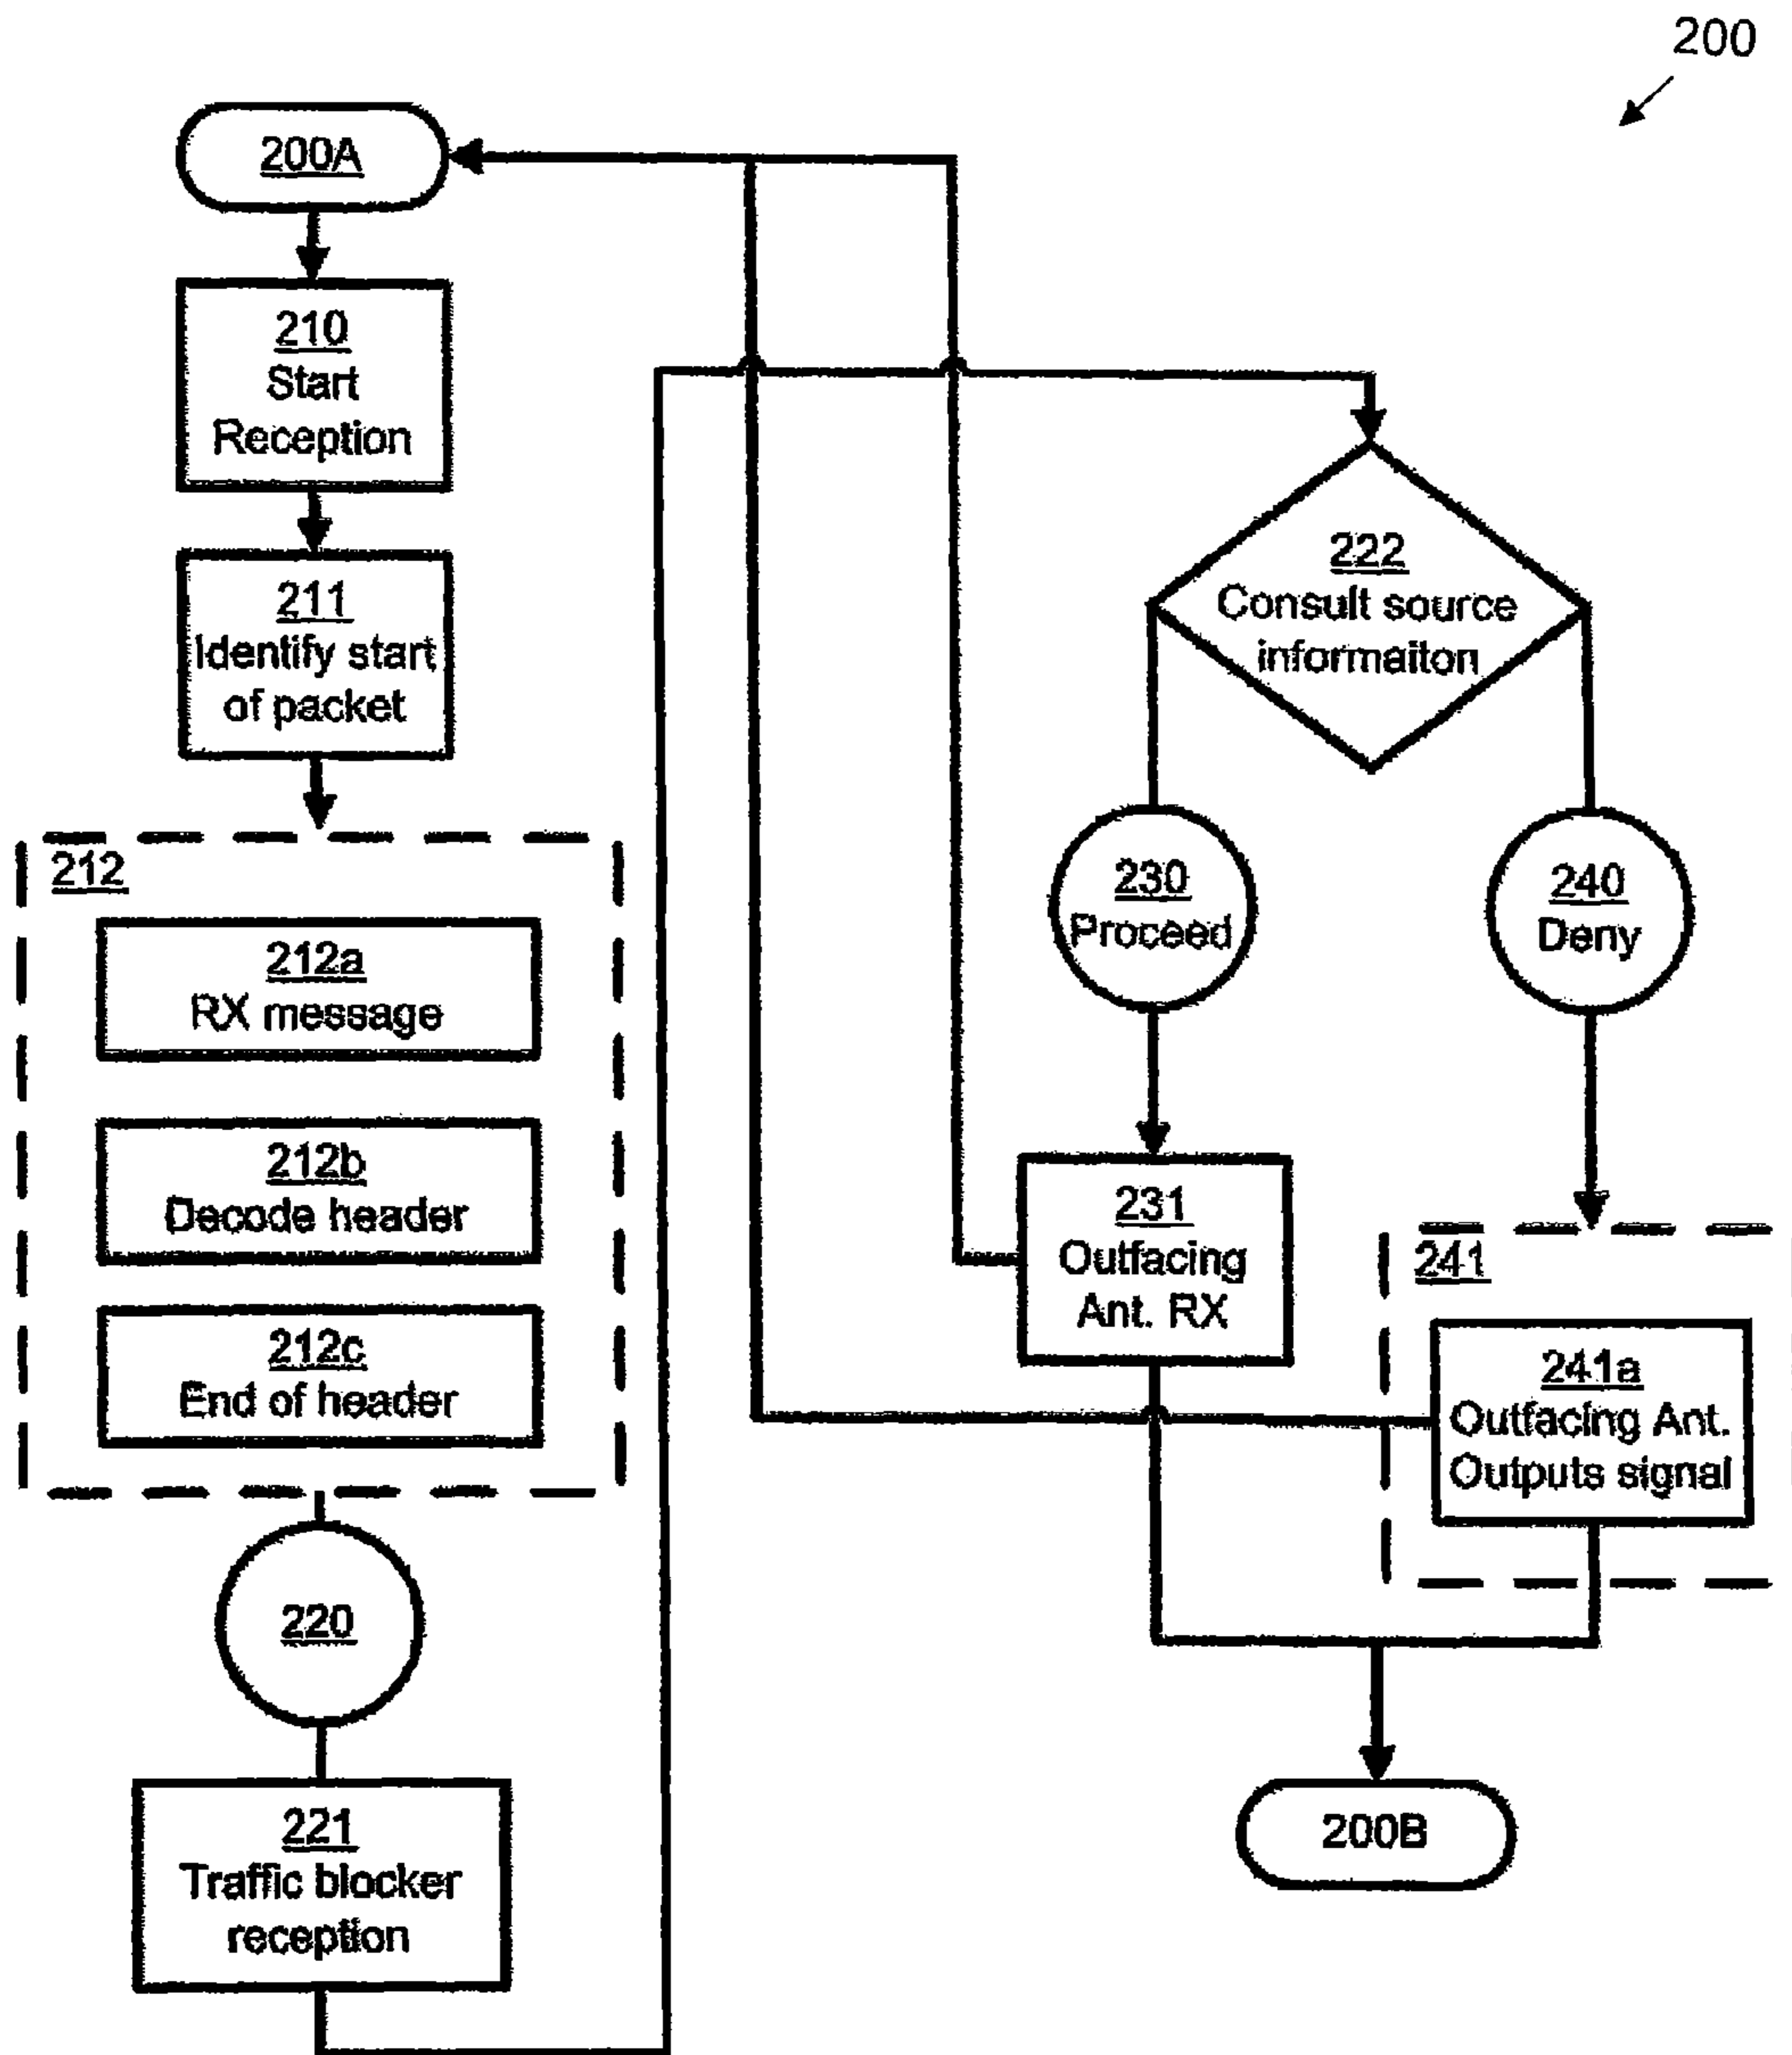 200
200A
210
Start
Reception
211
Identify start
of packet
212
212a
RX message
212b
Decode header
212c
End of header
220
221
Traffic blocker
reception
222
Consult source
informaiton
230
Proceed
240
Deny
231
Outfacing
Ant. RX
241
241a
Outfacing Ant.
Outputs signal
200B